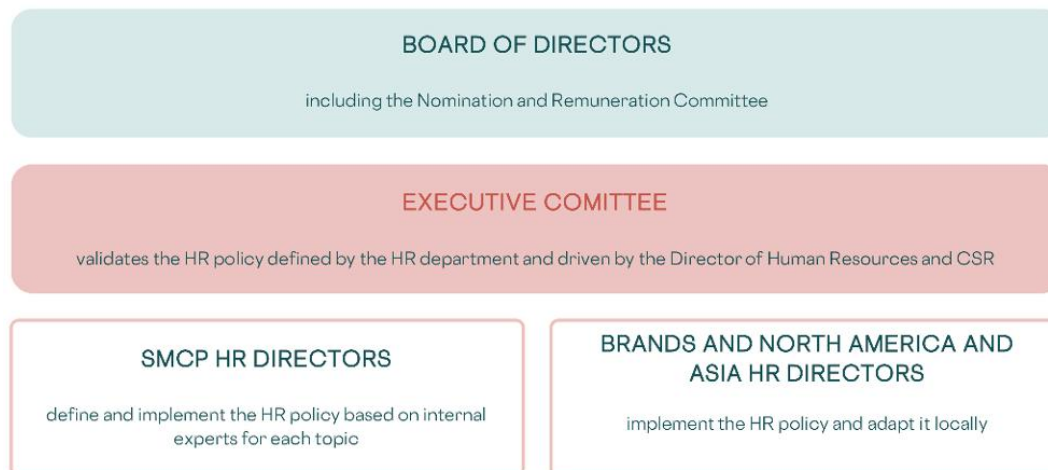 BOARD OF DIRECTORS
including the Nomination and Remuneration Committee
EXECUTIVE COMITTEE
validates the HR policy defined by the HR department and driven by the Director of Human Resources and CSR
SMCP HR DIRECTORS
define and implement the HR policy based on internal
experts for each topic
BRANDS AND NORTH AMERICA AND
ASIA HR DIRECTORS
implement the HR policy and adapt it locally